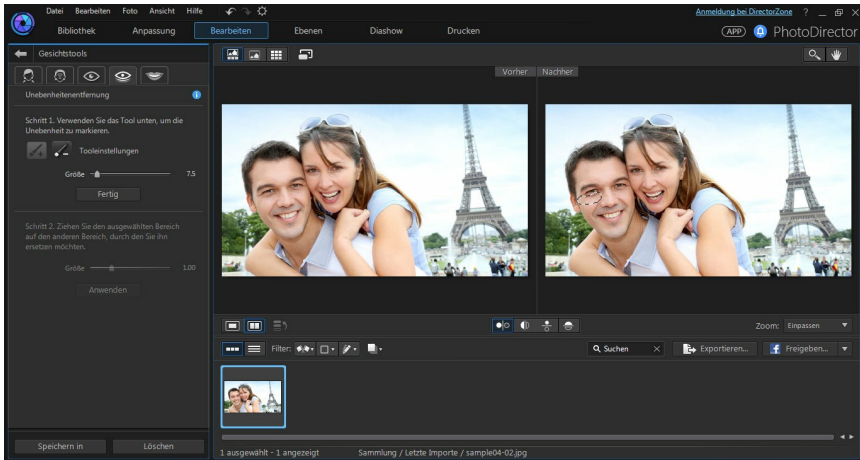 Datei Bearbeiten Foto Ansicht Hilfe
Anmeldung bei DirectorZone ?
Bibliothek Anpassung Bearbeiten Ebenen Diashow Drucken
APP PhotoDirector
Gesichtstools
Vorher Nachher
Unebenheitenentfernung
Schritt 1. Verwenden Sie das Tool unten, um die
Unebenheit zu markieren.
Tooleinstellungen
Größe 7.5
Fertig
Schritt 2. Ziehen Sie den ausgewählten Bereich
auf den anderen Bereich, durch den Sie ihn
ersetzen möchten.
Größe 1.00
Anwenden
Zoom: Einpassen
Filter: Suchen Exportieren... Freigeben...
Speichern in Löschen
1 ausgewählt - 1 angezeigt Sammlung / Letzte Importe / sample04-02.jpg